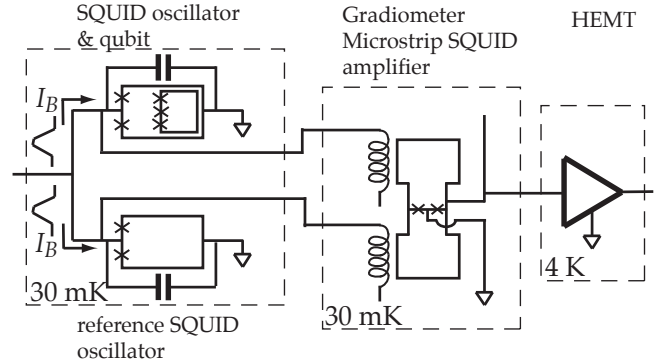 SQUID oscillator
& qubit
Gradiometer
Microstrip SQUID
amplifier
HEMT
I_B
I_B
30 mK
30 mK
4 K
reference SQUID
oscillator